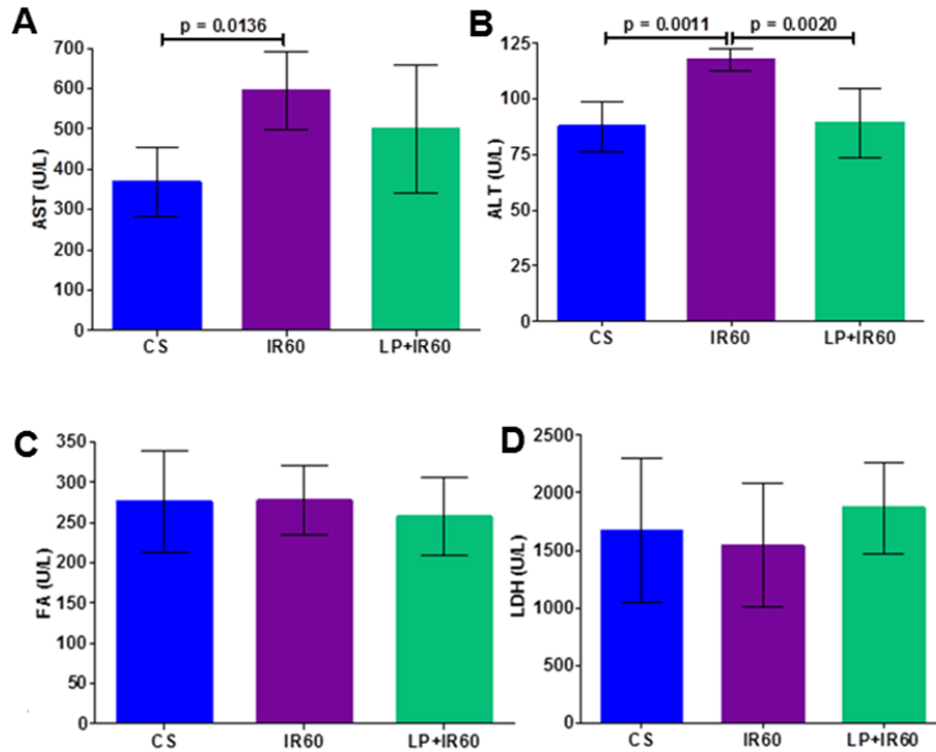 A
p = 0.0136
AST (U/L)
700
600
500
400
300
200
100
0
CS IR60 LP+IR60
B
p = 0.0011 p = 0.0020
ALT (U/L)
125
100
75
50
25
0
CS IR60 LP+IR60
C
FA (U/L)
350
300
250
200
150
100
50
0
CS IR60 LP+IR60
D
LDH (U/L)
2500
2000
1500
1000
500
0
CS IR60 LP+IR60